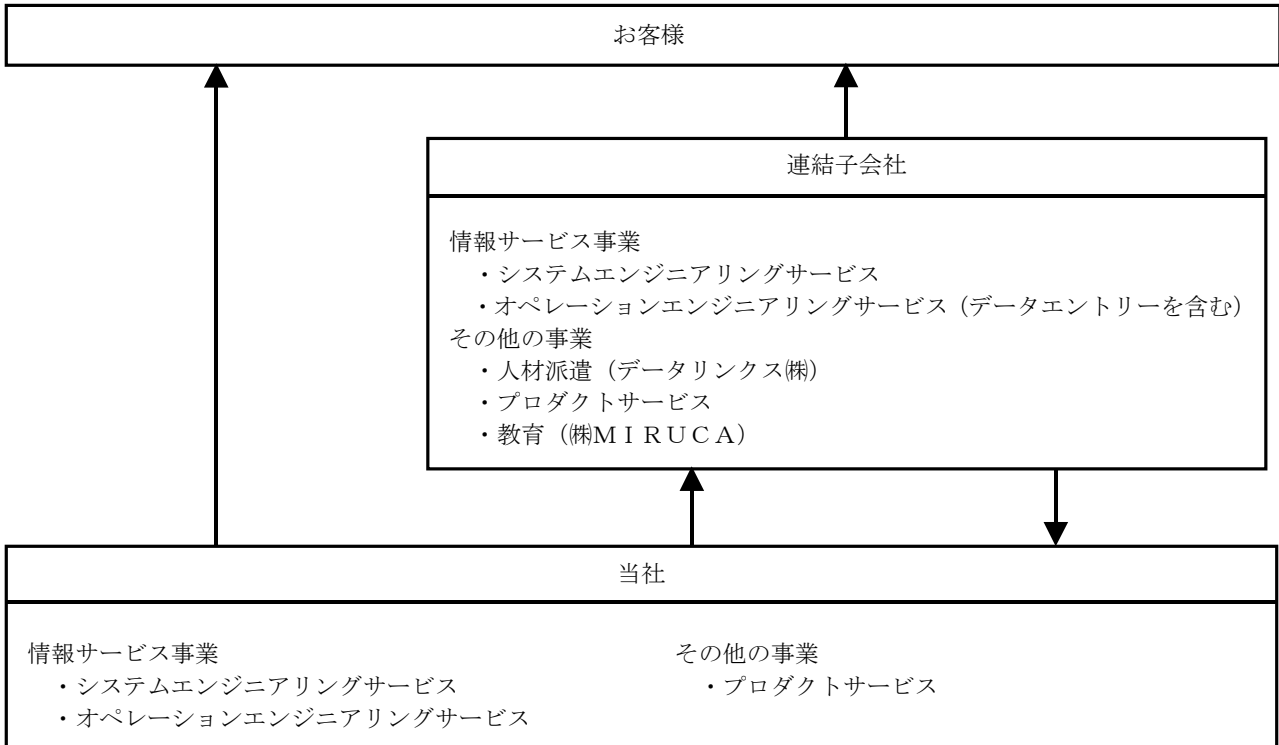 お客様
連結子会社
情報サービス事業
・システムエンジニアリングサービス
・オペレーションエンジニアリングサービス（データエントリーを含む）
その他の事業
・人材派遣（データリンクス㈱）
・プロダクトサービス
・教育（㈱ＭＩＲＵＣＡ）
当社
情報サービス事業
・システムエンジニアリングサービス
・オペレーションエンジニアリングサービス
その他の事業
・プロダクトサービス